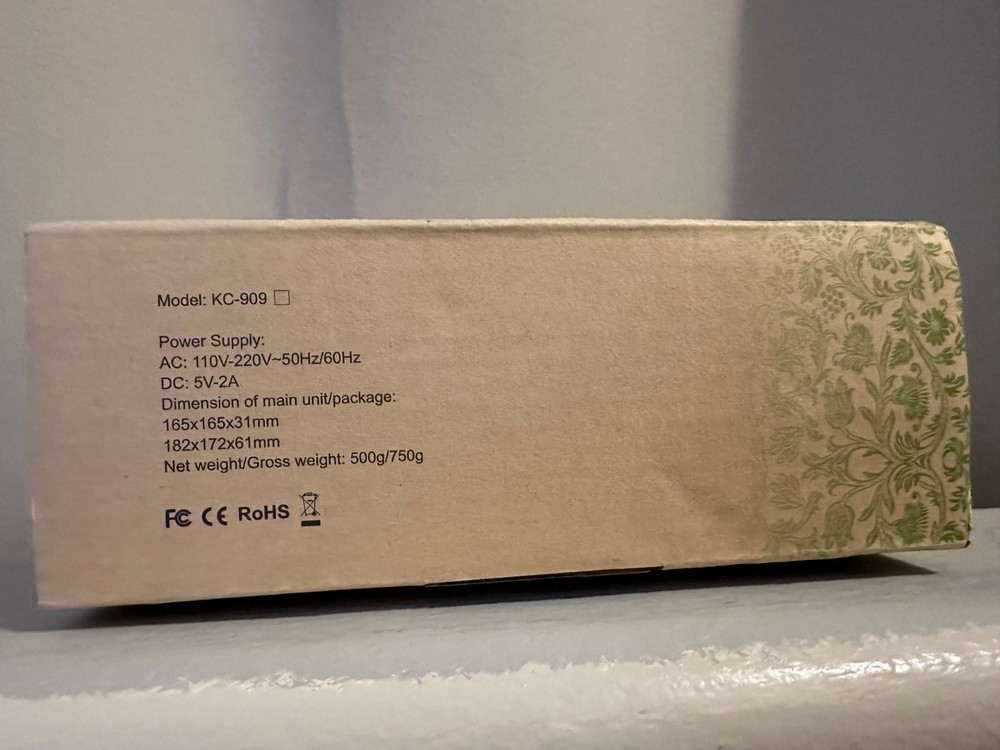 Model: KC-909 □
Power Supply:
AC: 110V-220V~50Hz/60Hz
DC: 5V-2A
Dimension of main unit/package:
165x165x31mm
182x172x61mm
Net weight/Gross weight: 500g/750g
FC CE RoHS